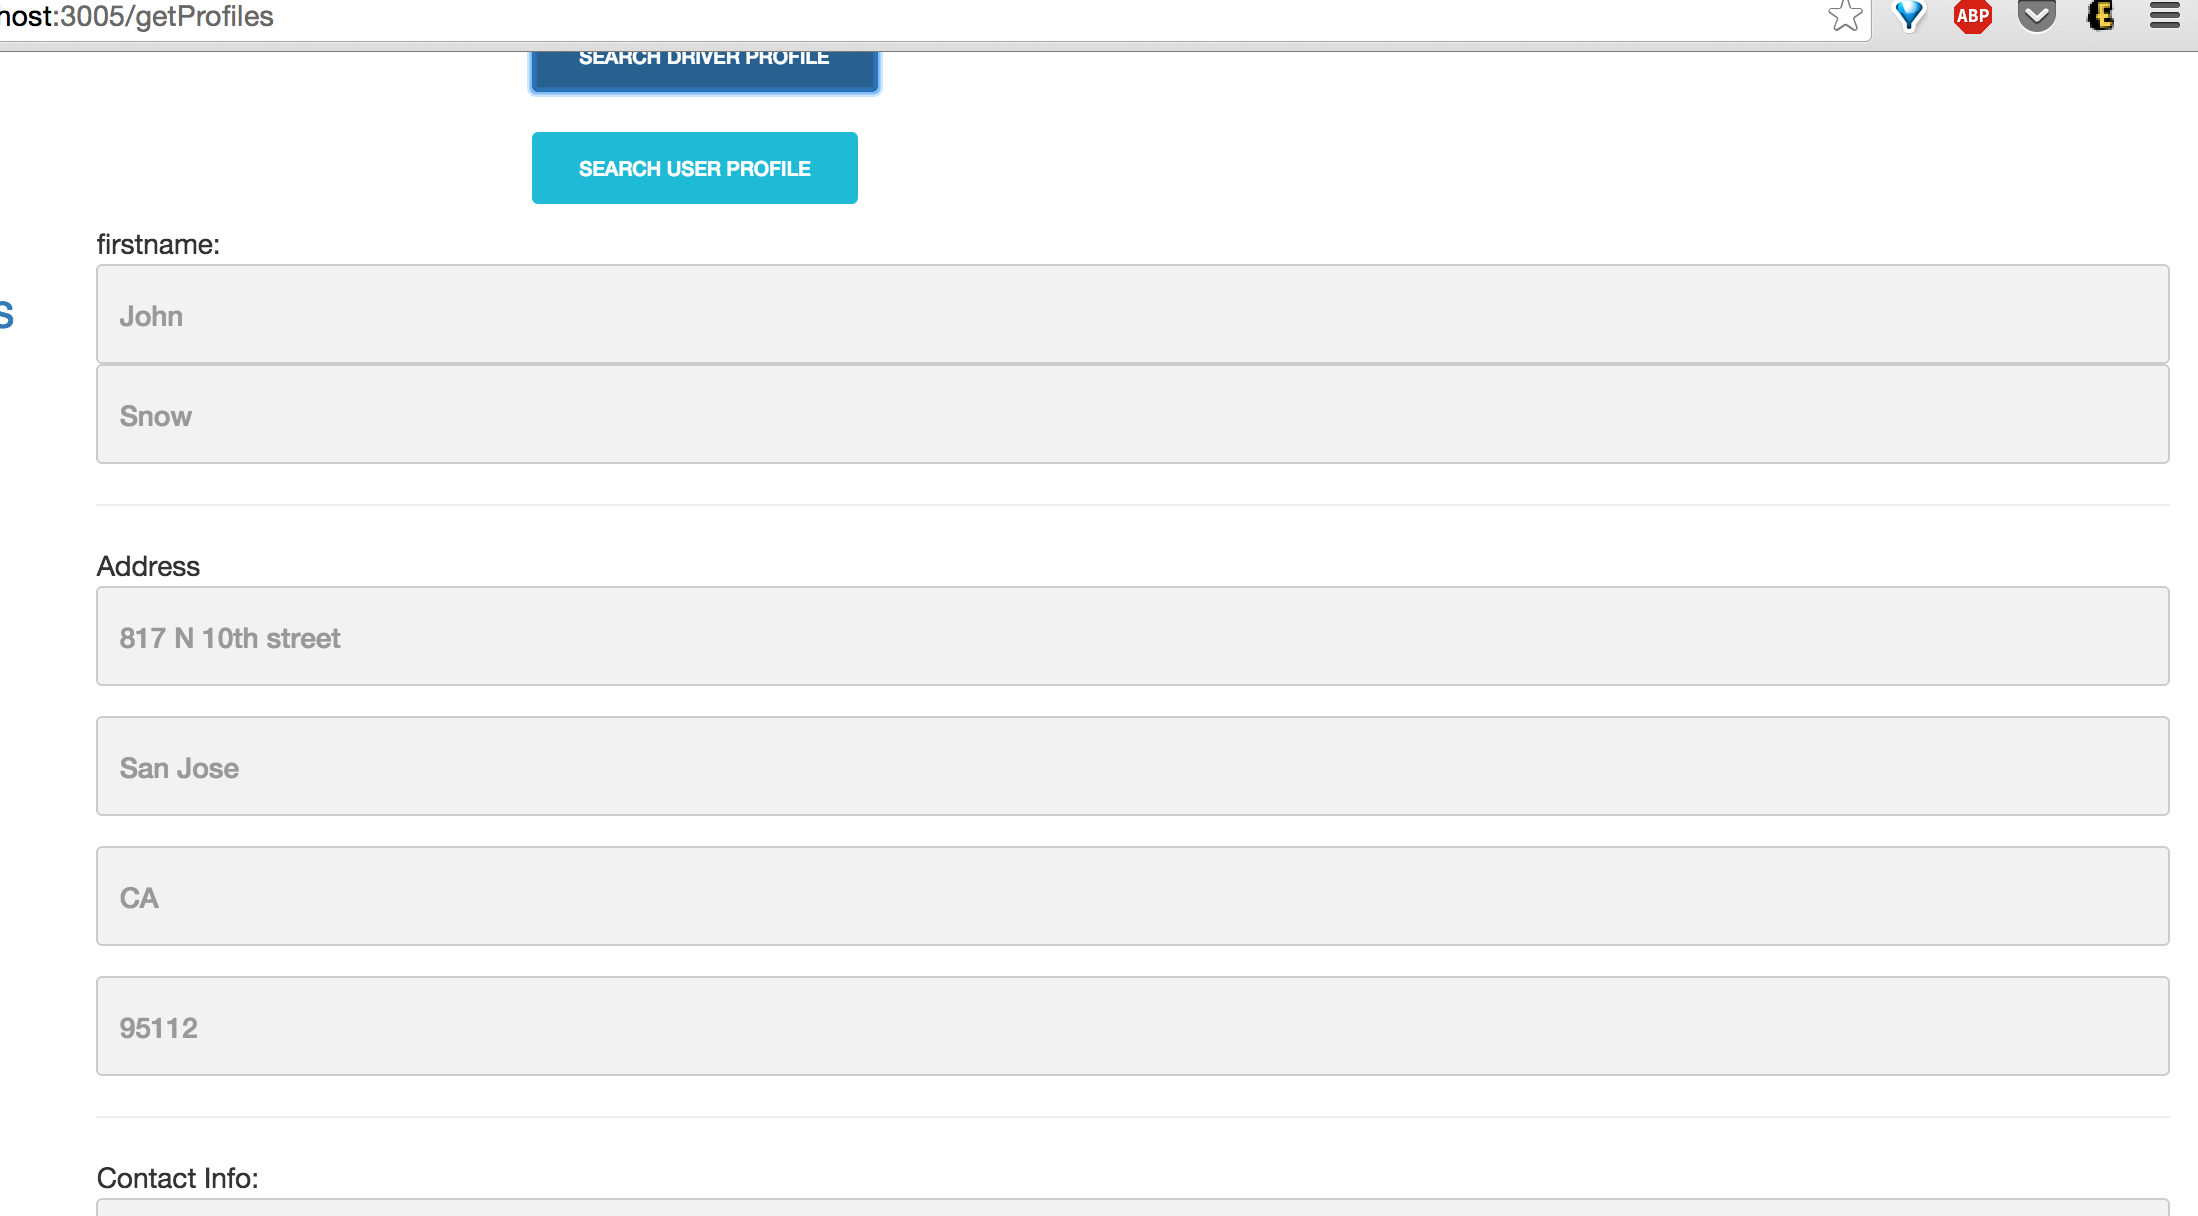 host:3005/getProfiles
ABP
SEARCH DRIVER PROFILE
SEARCH USER PROFILE
firstname:
S
John
Snow
Address
817 N 10th street
San Jose
CA
95112
Contact Info: